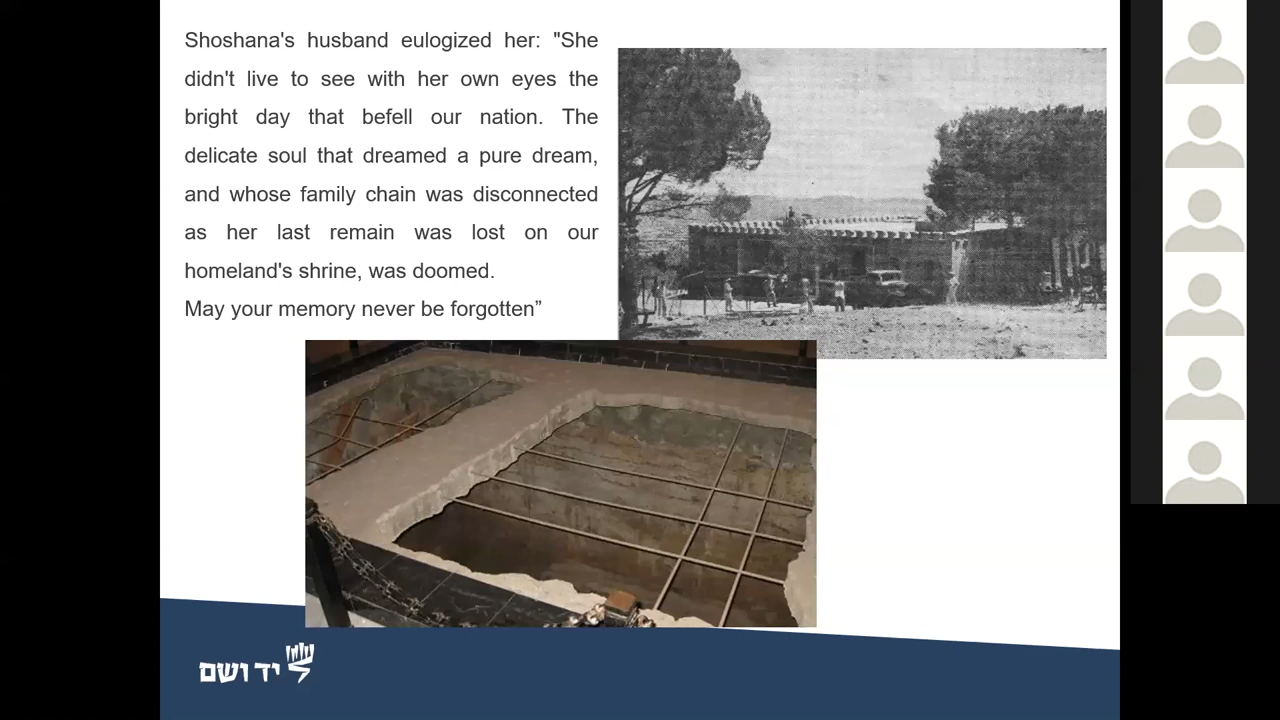 Shoshana's husband eulogized her: "She
didn't live to see with her own eyes the
bright day that befell our nation. The
delicate soul that dreamed a pure dream,
and whose family chain was disconnected
as her last remain was lost on our
homeland's shrine, was doomed.
May your memory never be forgotten”
יד ושם